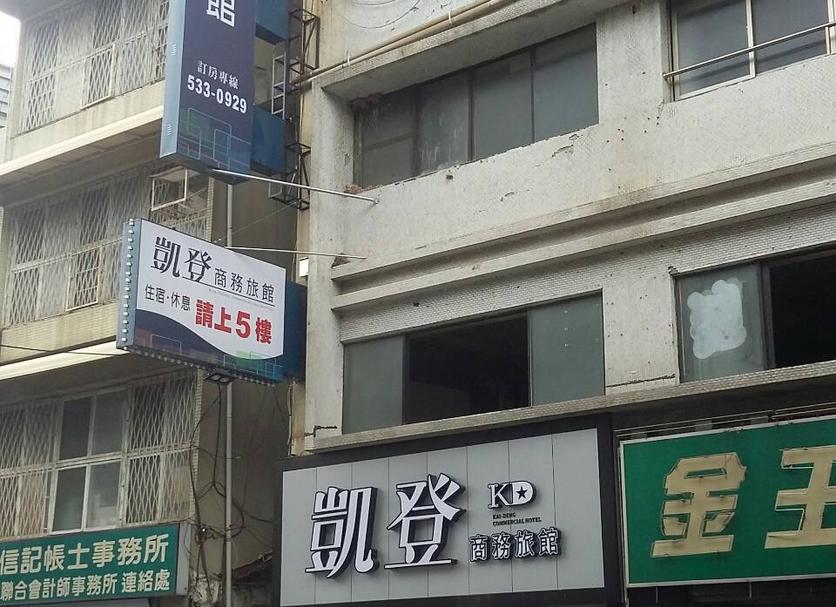 館
訂房專線
533-0929
凱登商務旅館
住宿·休息 請上5樓
凱登
KD
KAI-DENG
COMMERCIAL HOTEL
商務旅館
金王
信記帳士事務所
聯合會計師事務所 連絡處